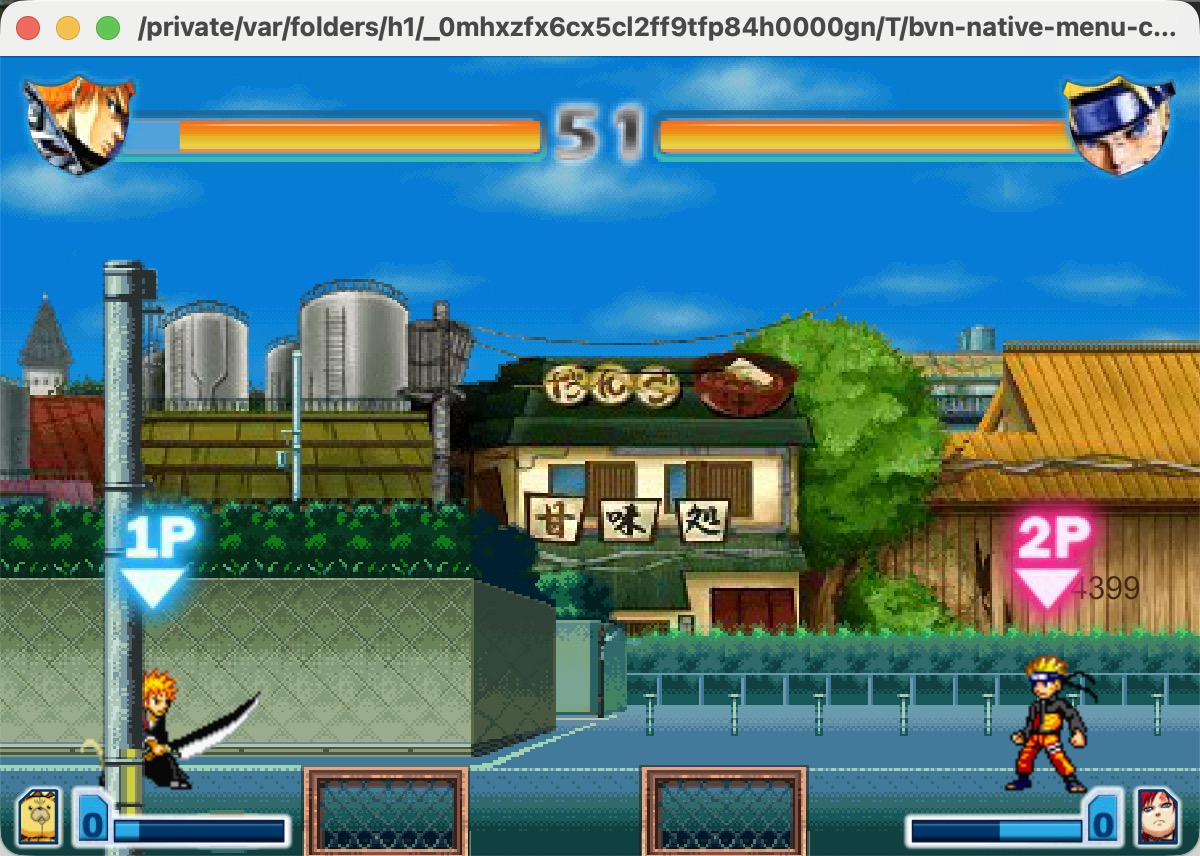 /private/var/folders/h1/_0mhxzfx6cx5cl2ff9tfp84h0000gn/T/bvn-native-menu-c...
51
甘味処
1P
2P
4399
0
0